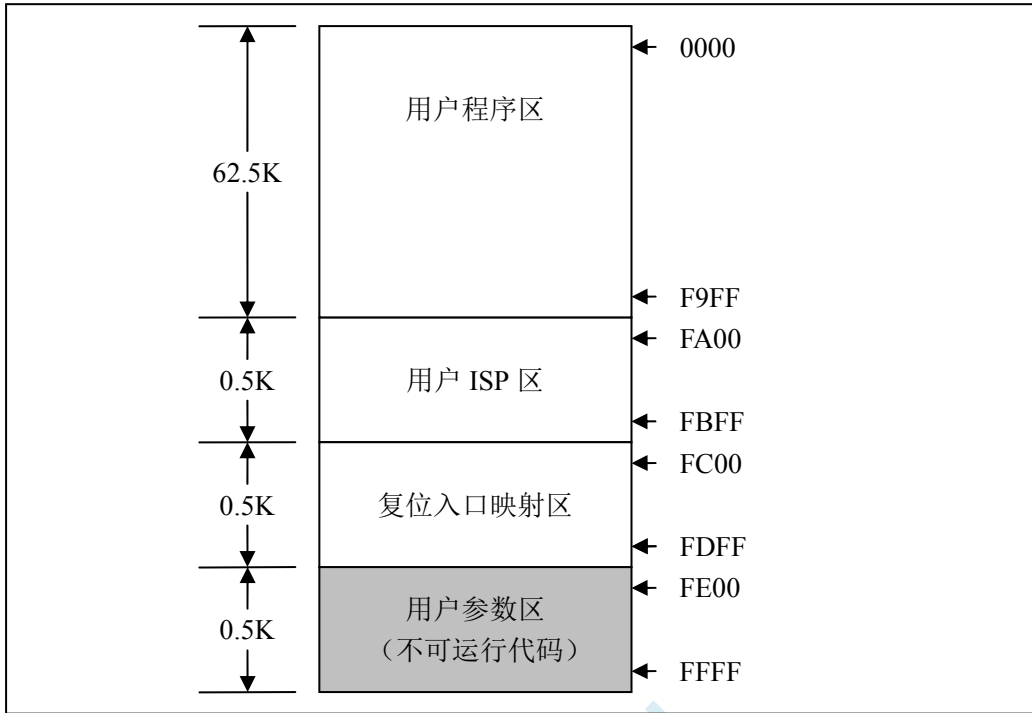 0000
用户程序区
62.5K
F9FF
FA00
0.5K
用户 ISP 区
FBFF
FC00
0.5K
复位入口映射区
FDFF
FE00
0.5K
用户参数区
（不可运行代码）
FFFF